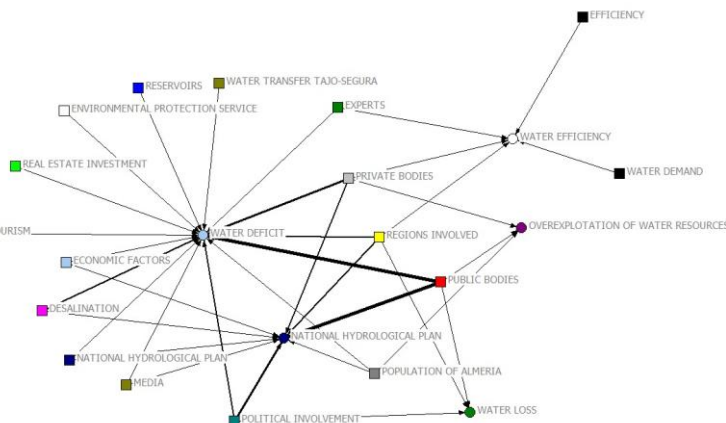 EFFICIENCY
WATER TRANSFER TAJO-SEGURA
RESERVOIRS
ENVIRONMENTAL PROTECTION SERVICE
EXPERTS
WATER EFFICIENCY
REAL ESTATE INVESTMENT
PRIVATE BODIES
WATER DEMAND
OURISM
WATER DEFICIT
REGIONS INVOLVED
OVEREXPLOTATION OF WATER RESOURCES
ECONOMIC FACTORS
PUBLIC BODIES
DESALINATION
NATIONAL HYDROLOGICAL PLAN
NATIONAL HYDROLOGICAL PLAN
POPULATION OF ALMERIA
MEDIA
WATER LOSS
POLITICAL INVOLVEMENT